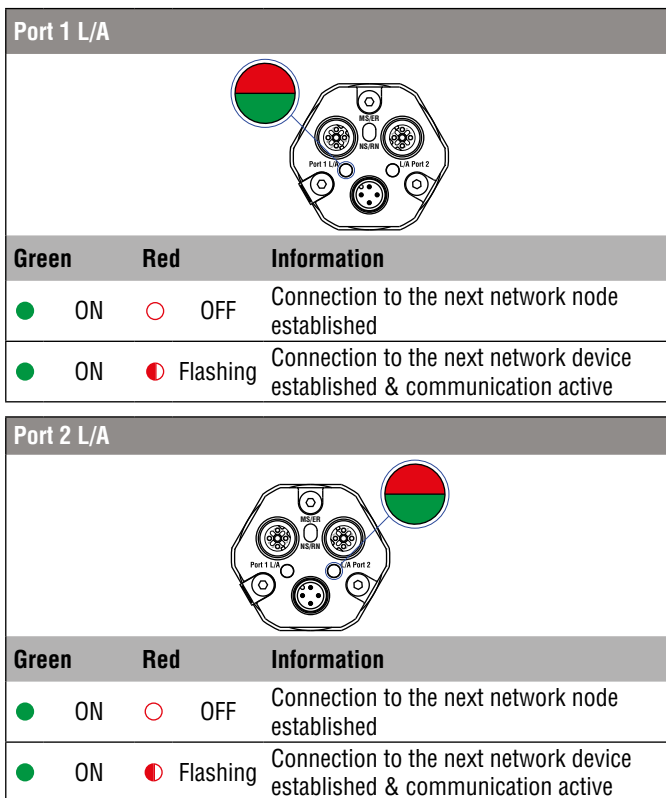 Port 1 L/A
MS/ER
NS/RN
Port 1 L/A
L/A Port 2
Green Red Information
ON OFF Connection to the next network node
established
ON Flashing Connection to the next network device
established & communication active
Port 2 L/A
MS/ER
NS/RN
Port 1 L/A
L/A Port 2
Green Red Information
ON OFF Connection to the next network node
established
ON Flashing Connection to the next network device
established & communication active